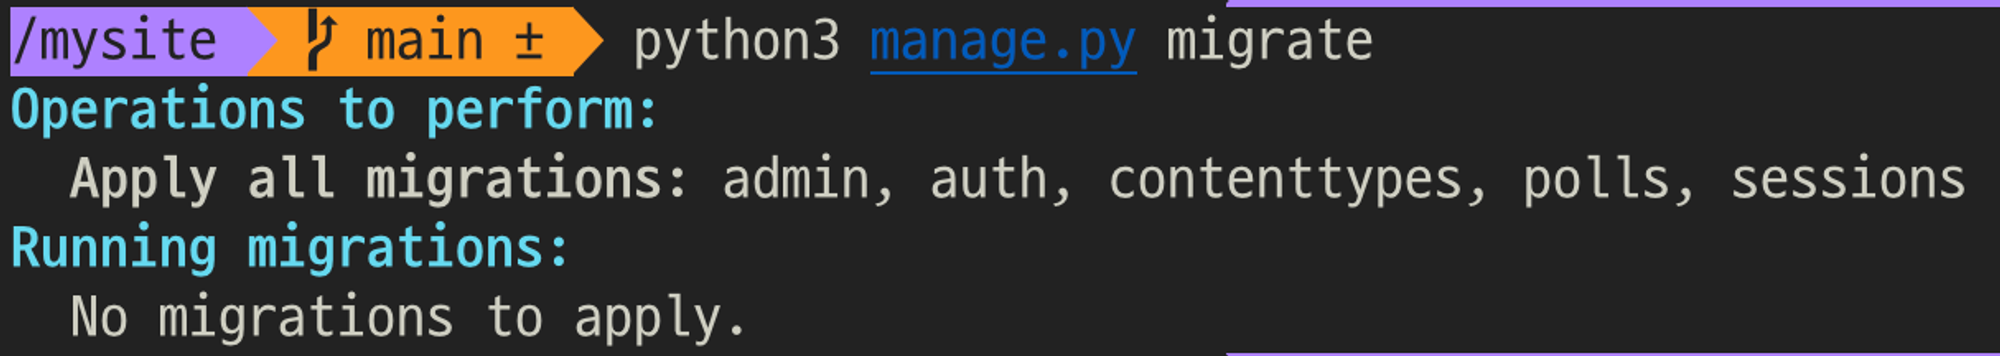 /mysite main ± python3 manage.py migrate
Operations to perform:
Apply all migrations: admin, auth, contenttypes, polls, sessions
Running migrations:
No migrations to apply.